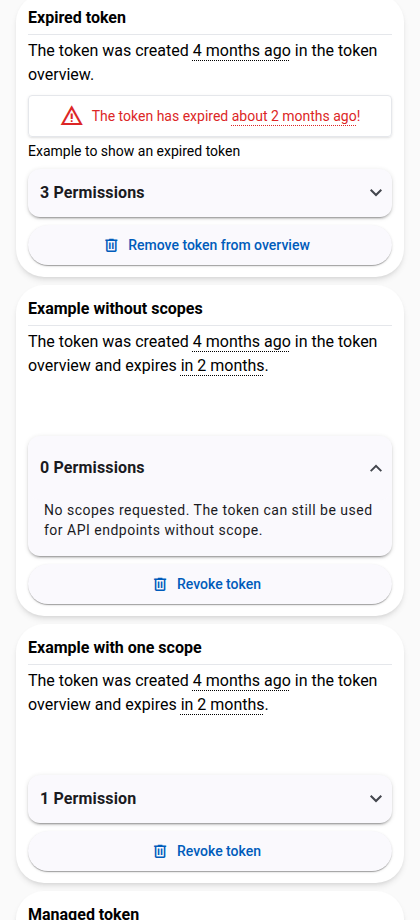 Expired token
The token was created 4 months ago in the token
overview.
The token has expired about 2 months ago!
Example to show an expired token
3 Permissions
Remove token from overview
Example without scopes
The token was created 4 months ago in the token
overview and expires in 2 months.
0 Permissions
No scopes requested. The token can still be used
for API endpoints without scope.
Revoke token
Example with one scope
The token was created 4 months ago in the token
overview and expires in 2 months.
1 Permission
Revoke token
Managed token